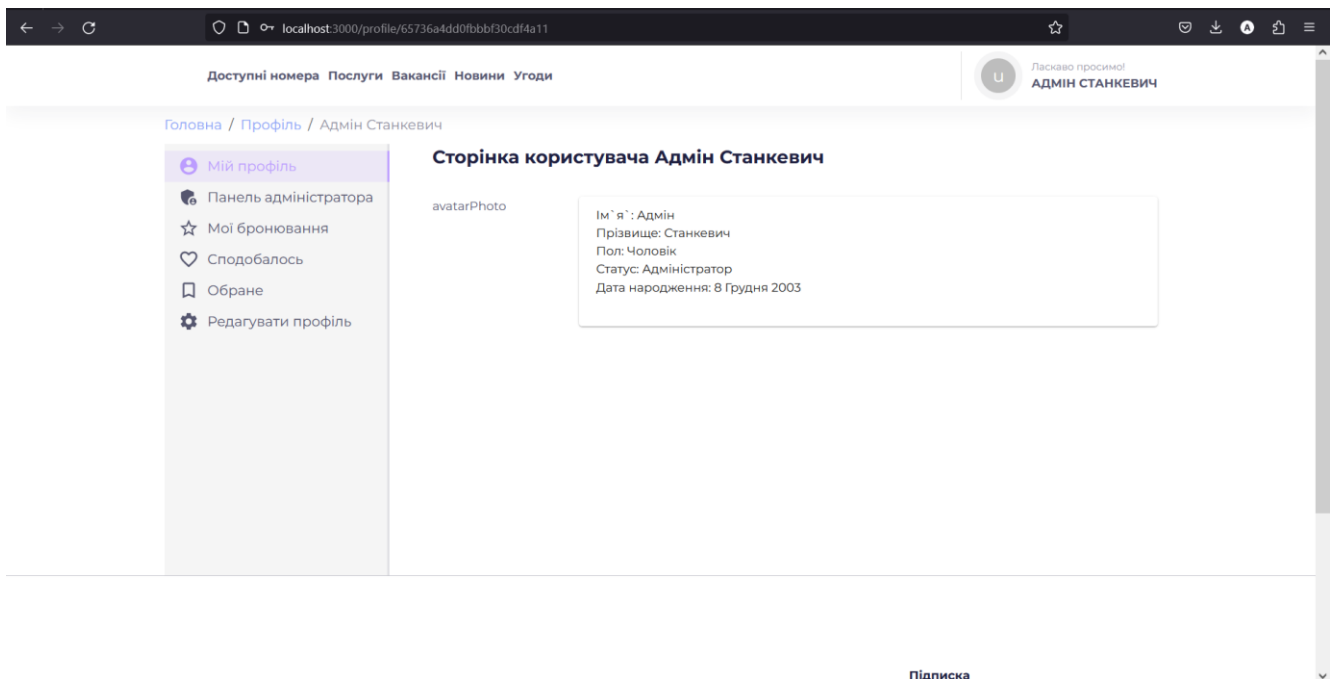 localhost:3000/profile/65736a4dd0fbbbf30cdf4a11
A
Доступні номера Послуги Вакансії Новини Угоди
u
Ласкаво просимо!
АДМІН СТАНКЕВИЧ
Головна / Профіль / Адмін Станкевич
Мій профіль
Панель адміністратора
Мої бронювання
Сподобалось
Обране
Редагувати профіль
Сторінка користувача Адмін Станкевич
avatarPhoto
Ім`я`: Адмін
Прізвище: Станкевич
Пол: Чоловік
Статус: Адміністратор
Дата народження: 8 Грудня 2003
Підписка